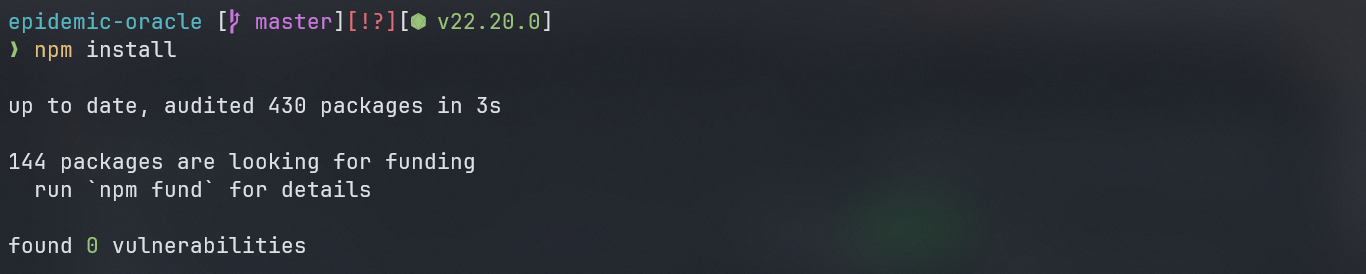 epidemic-oracle [ master][!?][⬢ v22.20.0]
❱ npm install
up to date, audited 430 packages in 3s
144 packages are looking for funding
run `npm fund` for details
found 0 vulnerabilities